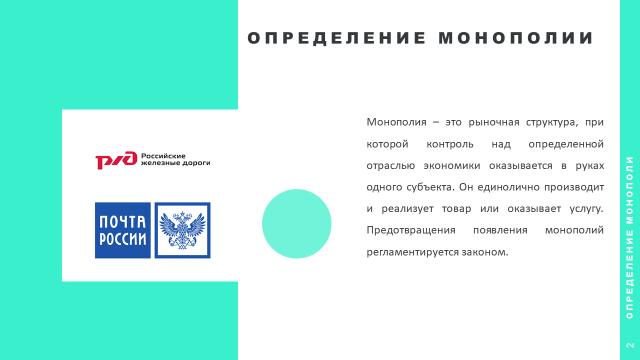 ОПРЕДЕЛЕНИЕ МОНОПОЛИИ
Российские
железные дороги
ПОЧТА
РОССИИ
Монополия – это рыночная структура, при
которой контроль над определенной
отраслью экономики оказывается в руках
одного субъекта. Он единолично производит
и реализует товар или оказывает услугу.
Предотвращения появления монополий
регламентируется законом.
ОПРЕДЕЛЕНИЕ МОНОПОЛИИ
2